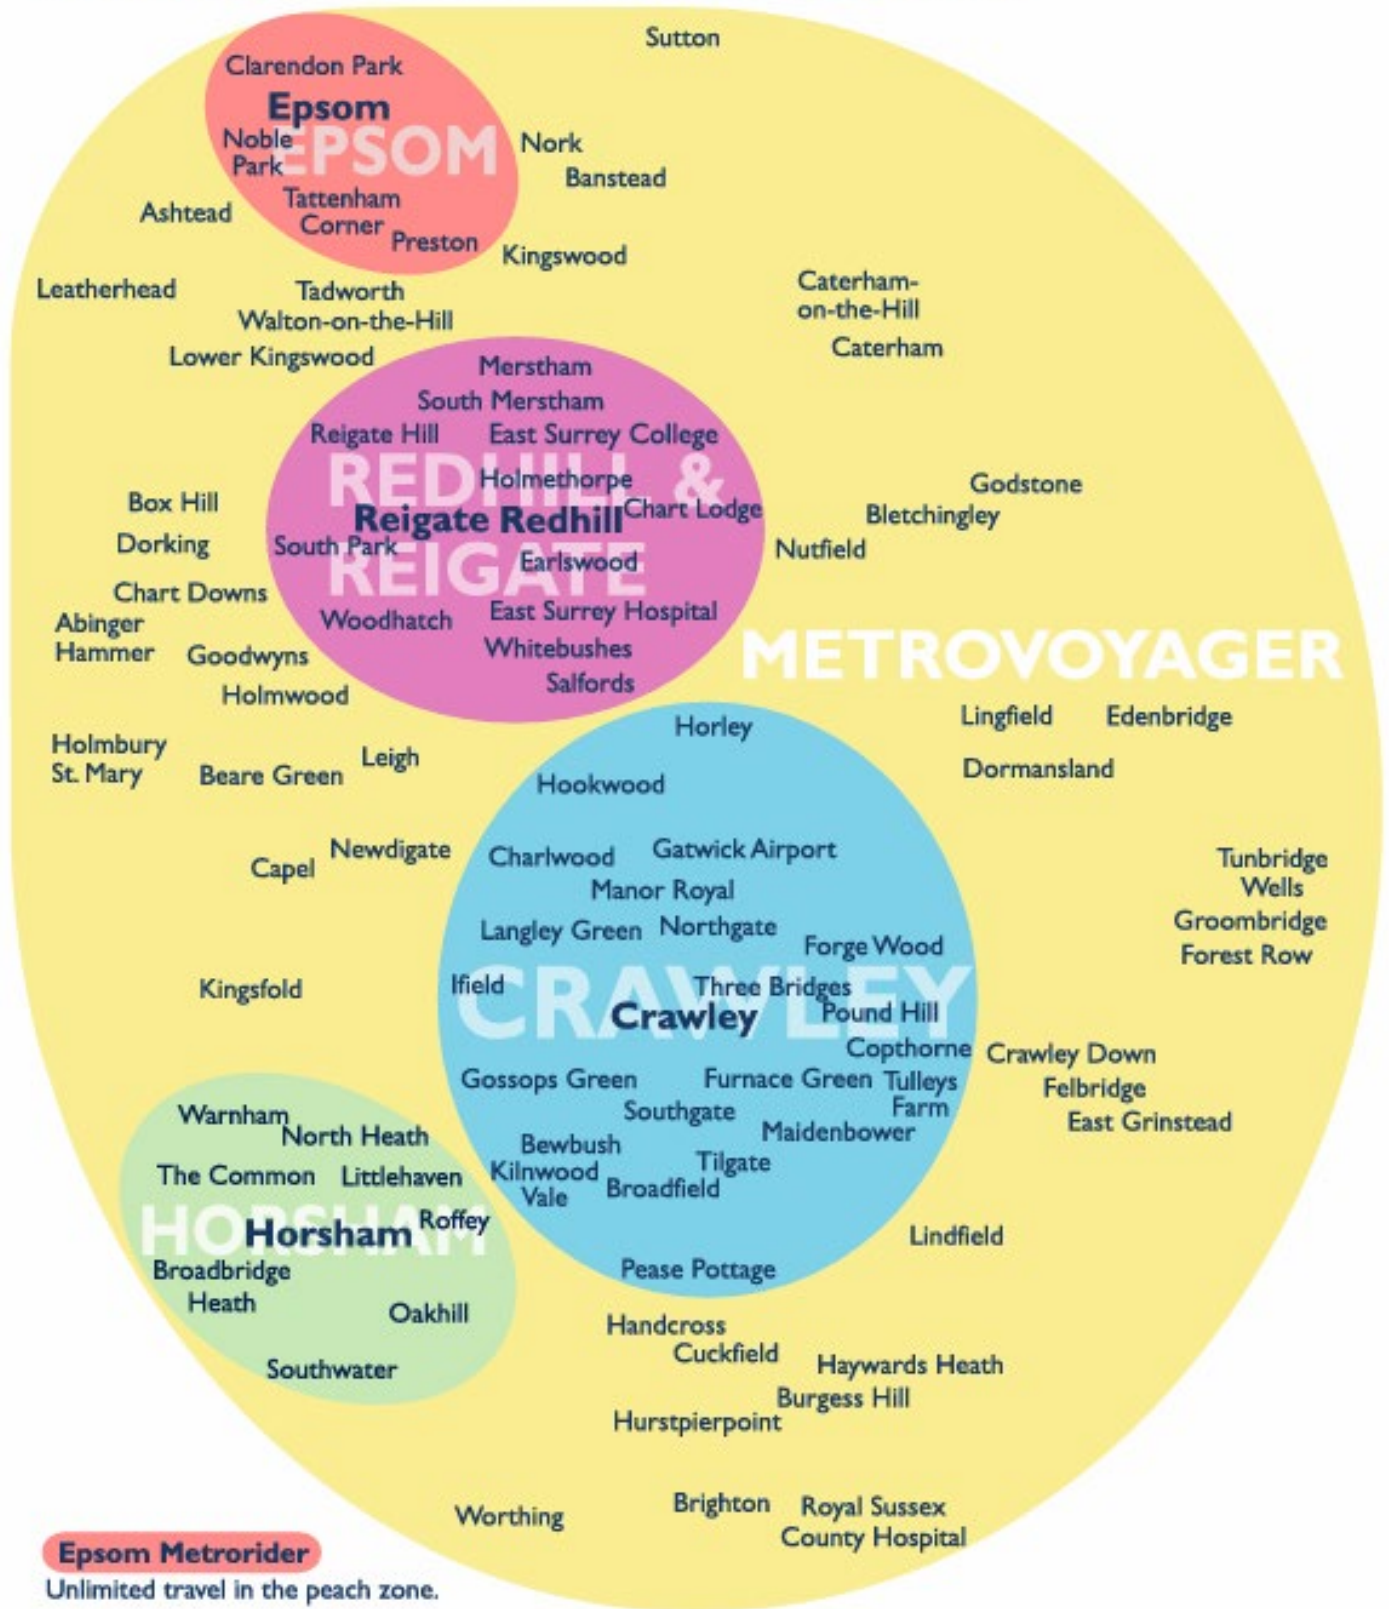 Sutton
Clarendon Park
Epsom
EPSOM
Noble
Park
Nork
Banstead
Tattenham
Corner
Ashtead
Preston
Kingswood
Leatherhead
Tadworth
Caterham-
on-the-Hill
Walton-on-the-Hill
Caterham
Lower Kingswood
Merstham
South Merstham
Reigate Hill
East Surrey College
REDHILL &
REIGATE
Holmethorpe
Godstone
Box Hill
Chart Lodge
Bletchingley
Reigate Redhill
Dorking
South Park
Nutfield
Earlswood
Chart Downs
East Surrey Hospital
Abinger
Hammer
Woodhatch
Whitebushes
METROVOYAGER
Goodwyns
Salfords
Holmwood
Horley
Lingfield
Edenbridge
Holmbury
St. Mary
Leigh
Beare Green
Dormansland
Hookwood
Newdigate
Charlwood
Gatwick Airport
Capel
Tunbridge
Wells
Manor Royal
Langley Green
Northgate
Groombridge
Forge Wood
Forest Row
Kingsfold
Ifield
Three Bridges
CRAWLEY
Crawley
Pound Hill
Copthorne
Crawley Down
Gossops Green
Furnace Green
Tulleys
Farm
Felbridge
Southgate
East Grinstead
Warnham
North Heath
Maidenbower
Bewbush
The Common
Littlehaven
Kilnwood
Vale
Tilgate
Broadfield
HORSHAM
Horsham
Roffey
Lindfield
Broadbridge
Heath
Pease Pottage
Oakhill
Handcross
Cuckfield
Southwater
Haywards Heath
Burgess Hill
Hurstpierpoint
Worthing
Brighton
Royal Sussex
County Hospital
Epsom Metrorider
Unlimited travel in the peach zone.